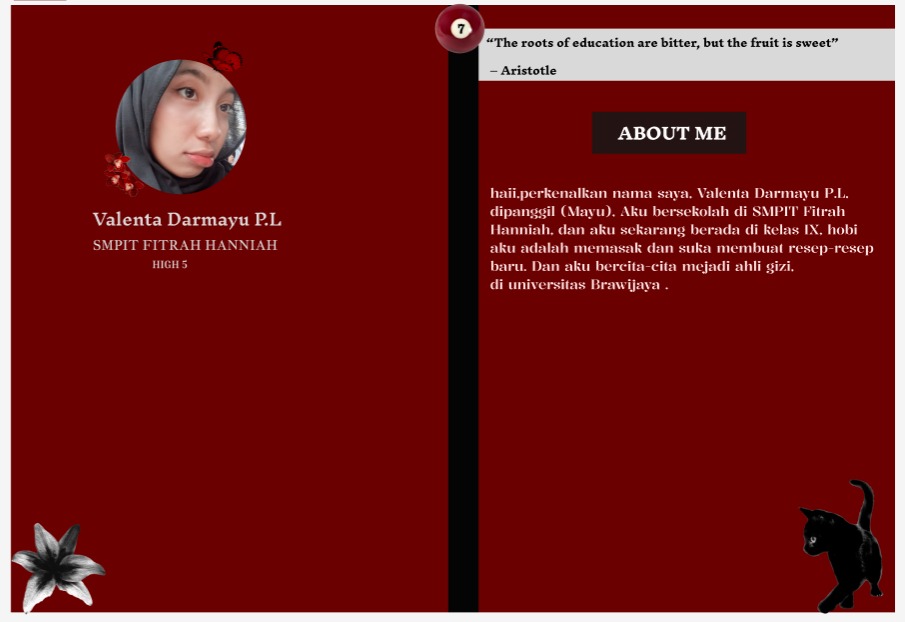 7
“The roots of education are bitter, but the fruit is sweet”
– Aristotle
ABOUT ME
Valenta Darmayu P.L
SMPIT FITRAH HANNIAH
HIGH 5
haii,perkenalkan nama saya, Valenta Darmayu P.L,
dipanggil (Mayu). Aku bersekolah di SMPIT Fitrah
Hanniah, dan aku sekarang berada di kelas IX, hobi
aku adalah memasak dan suka membuat resep-resep
baru. Dan aku bercita-cita mejadi ahli gizi,
di universitas Brawijaya .